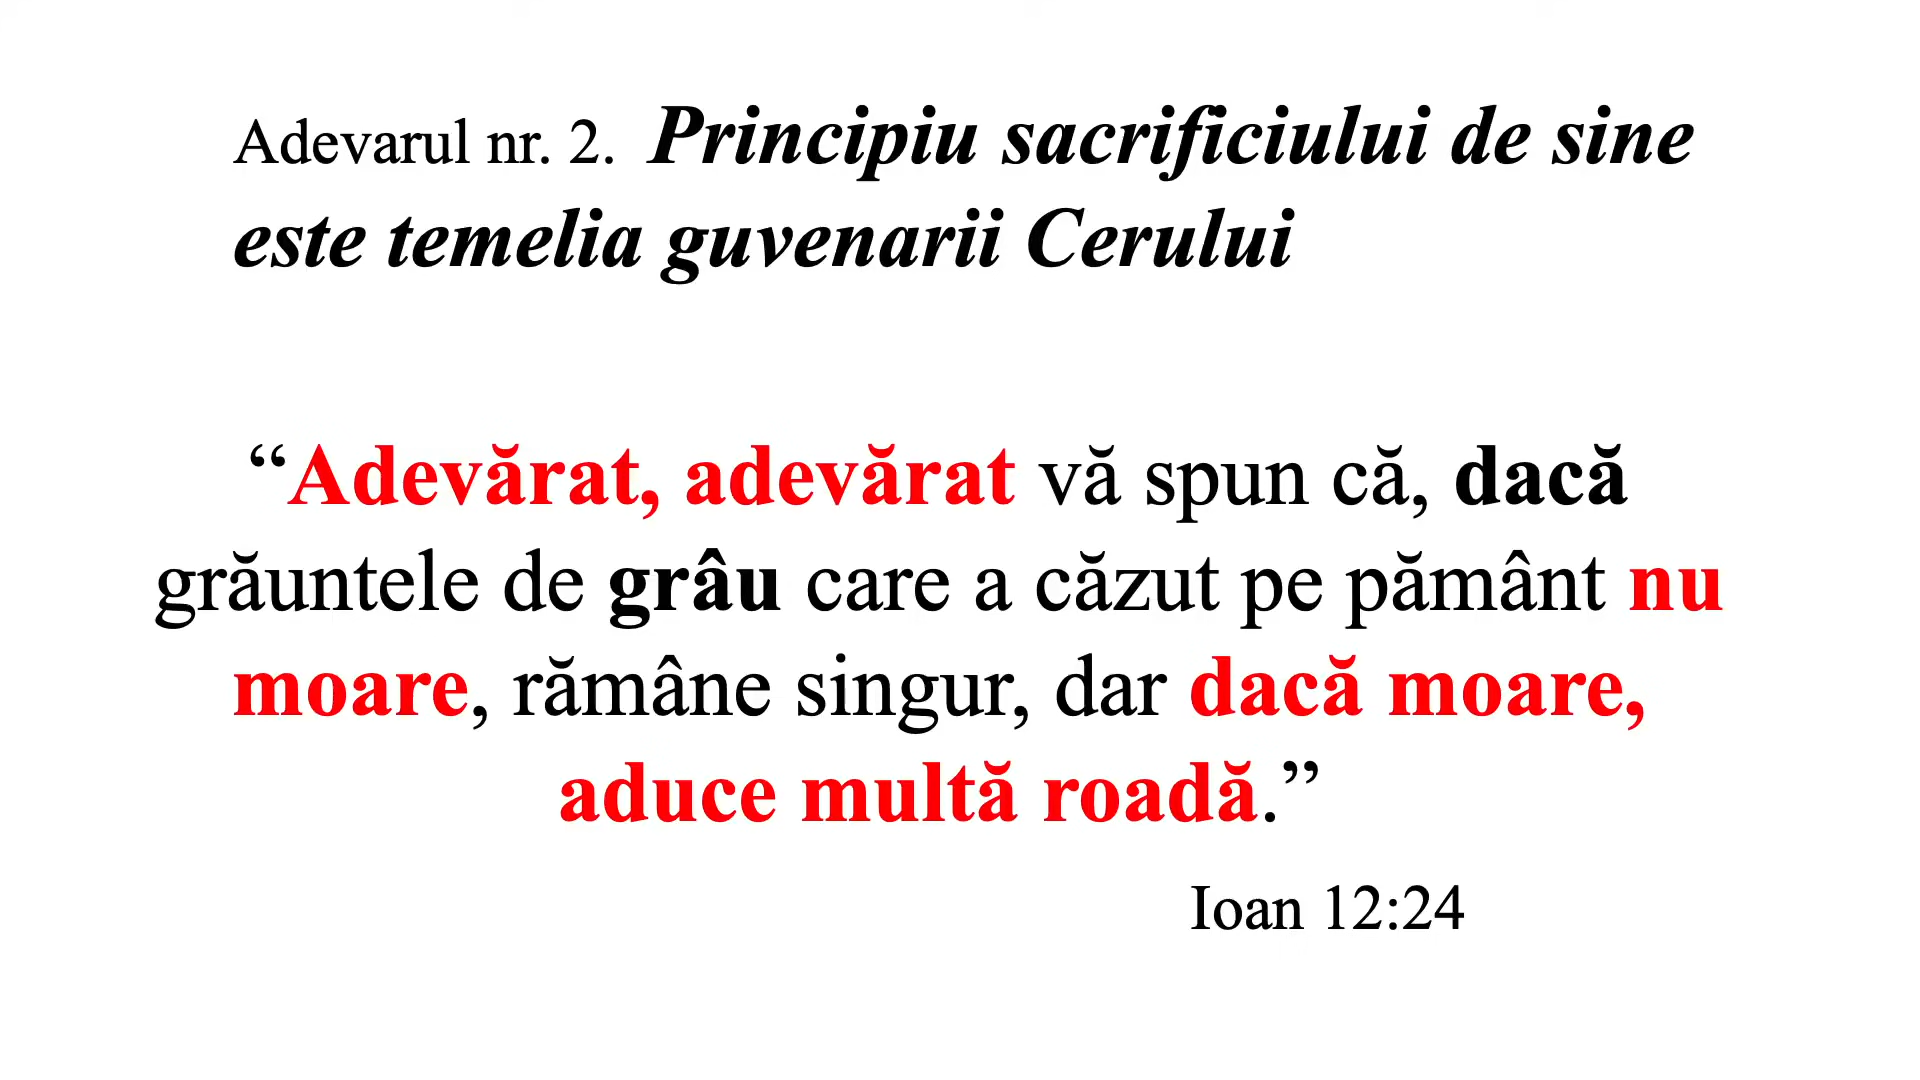 Adevarul nr. 2. Principiu sacrificiului de sine
este temelia guvenarii Cerului
“Adevărat, adevărat vă spun că, dacă
grăuntele de grâu care a căzut pe pământ nu
moare, rămâne singur, dar dacă moare,
aduce multă roadă.”
Ioan 12:24